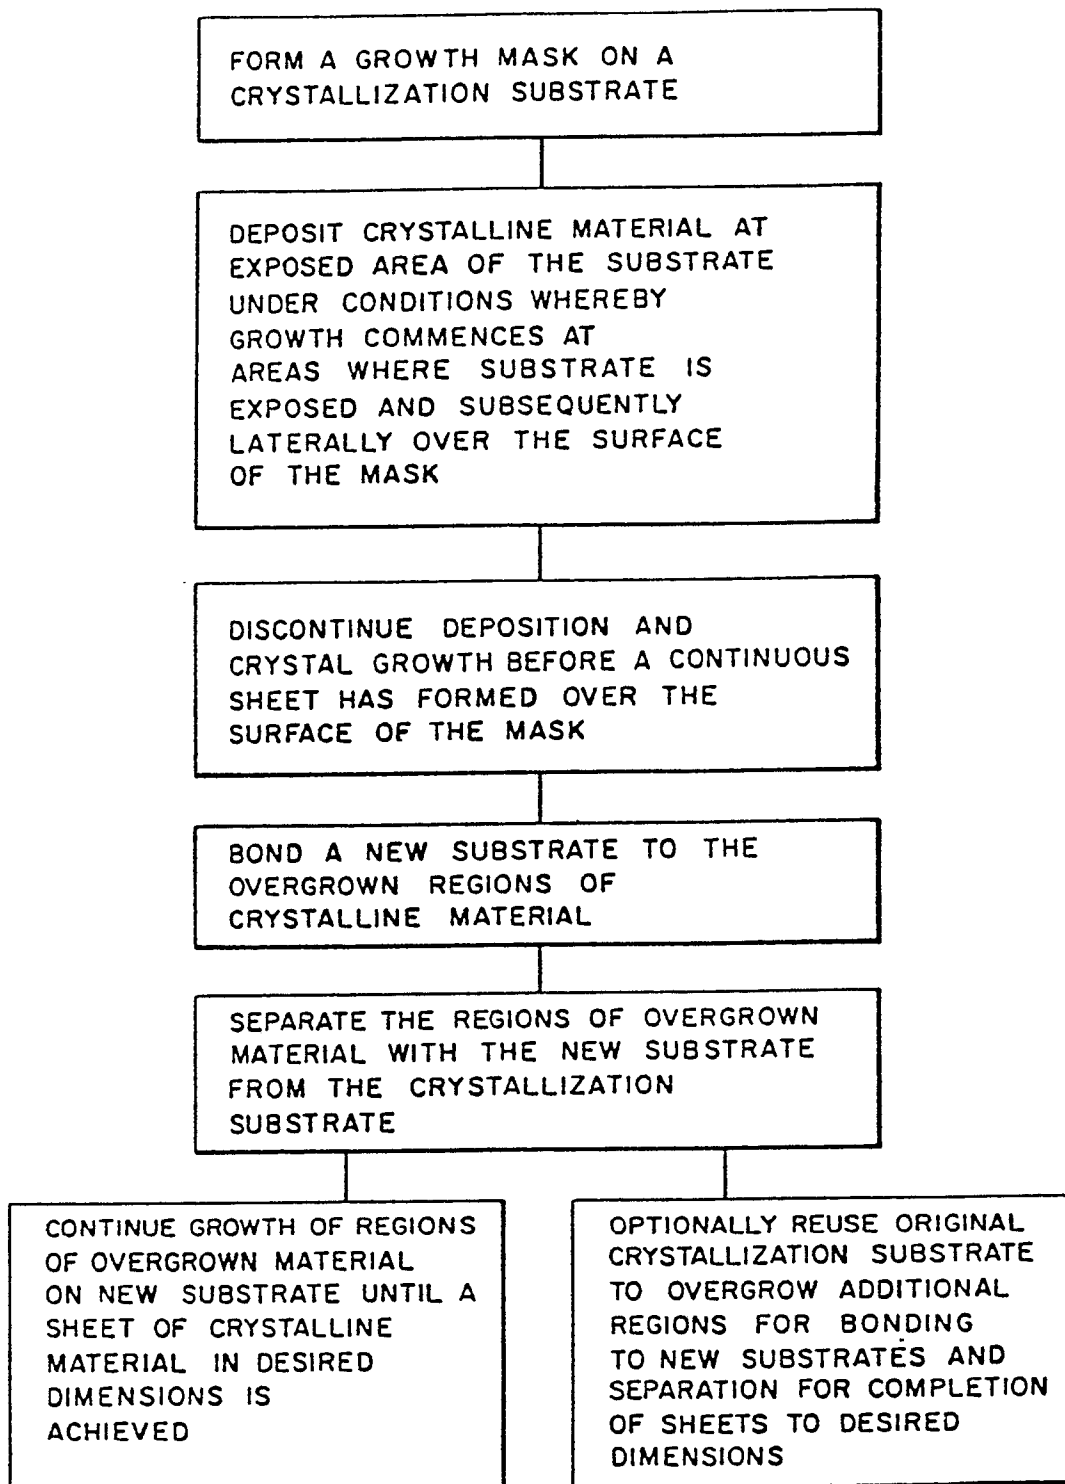 FORM A GROWTH MASK ON A
CRYSTALLIZATION SUBSTRATE
DEPOSIT CRYSTALLINE MATERIAL AT
EXPOSED AREA OF THE SUBSTRATE
UNDER CONDITIONS WHEREBY
GROWTH COMMENCES AT
AREAS WHERE SUBSTRATE IS
EXPOSED AND SUBSEQUENTLY
LATERALLY OVER THE SURFACE
OF THE MASK
DISCONTINUE DEPOSITION AND
CRYSTAL GROWTH BEFORE A CONTINUOUS
SHEET HAS FORMED OVER THE
SURFACE OF THE MASK
BOND A NEW SUBSTRATE TO THE
OVERGROWN REGIONS OF
CRYSTALLINE MATERIAL
SEPARATE THE REGIONS OF OVERGROWN
MATERIAL WITH THE NEW SUBSTRATE
FROM THE CRYSTALLIZATION
SUBSTRATE
CONTINUE GROWTH OF REGIONS
OF OVERGROWN MATERIAL
ON NEW SUBSTRATE UNTIL A
SHEET OF CRYSTALLINE
MATERIAL IN DESIRED
DIMENSIONS IS
ACHIEVED
OPTIONALLY REUSE ORIGINAL
CRYSTALLIZATION SUBSTRATE
TO OVERGROW ADDITIONAL
REGIONS FOR BONDING
TO NEW SUBSTRATES AND
SEPARATION FOR COMPLETION
OF SHEETS TO DESIRED
DIMENSIONS